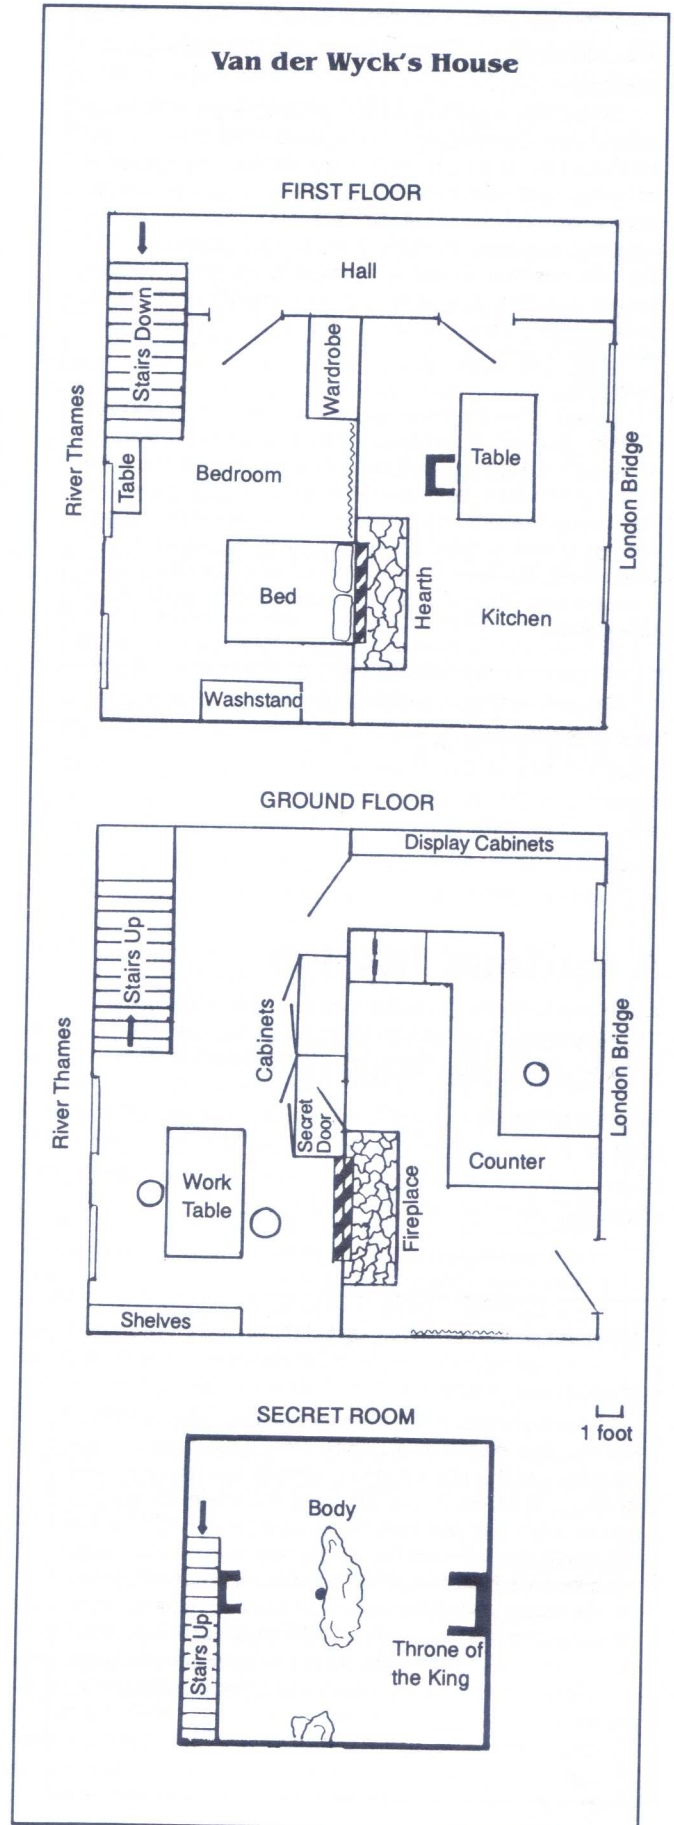 Van der Wyck's House
FIRST FLOOR
Hall
Stairs Down
Wardrobe
River Thames
Table
Bedroom
Table
London Bridge
Bed
Hearth
Kitchen
Washstand
GROUND FLOOR
Display Cabinets
Stairs Up
Cabinets
River Thames
London Bridge
Secret
Door
Counter
Work
Table
Fireplace
Shelves
SECRET ROOM
1 foot
Body
Stairs Up
Throne of
the King